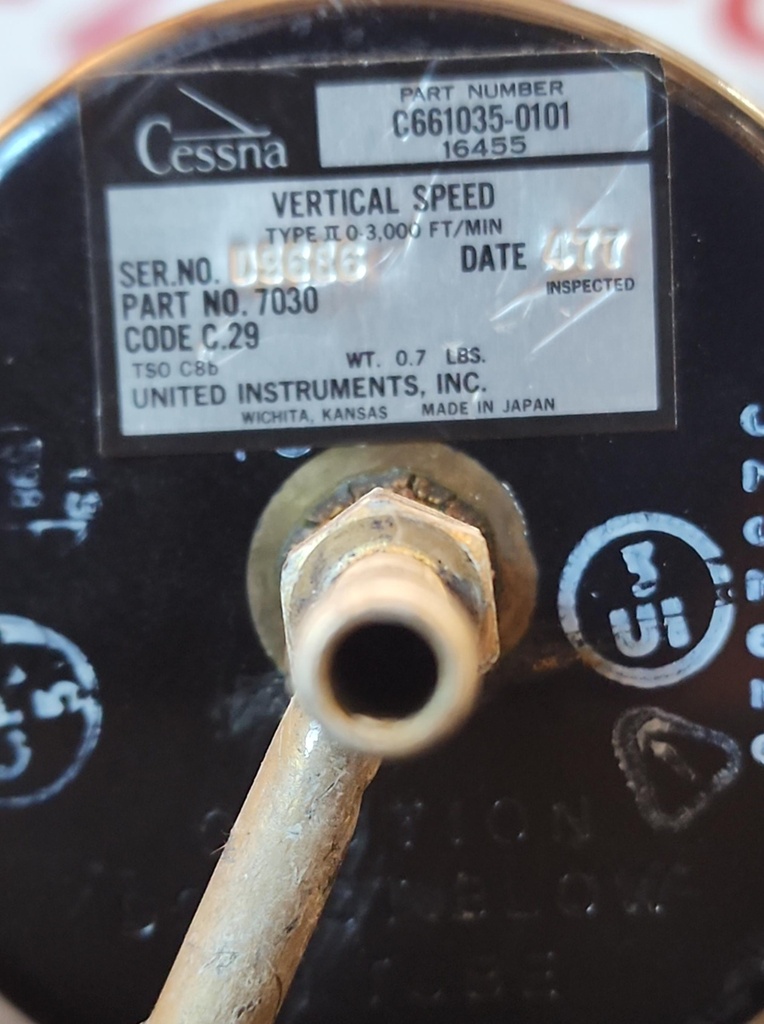 Cessna
PART NUMBER
C661035-0101
16455
VERTICAL SPEED
TYPE II 0-3,000 FT/MIN
SER.NO.
DATE 477
INSPECTED
PART NO. 7030
CODE C.29
TSO C8b
WT. 0.7 LBS.
UNITED INSTRUMENTS, INC.
WICHITA, KANSAS MADE IN JAPAN
3
UI